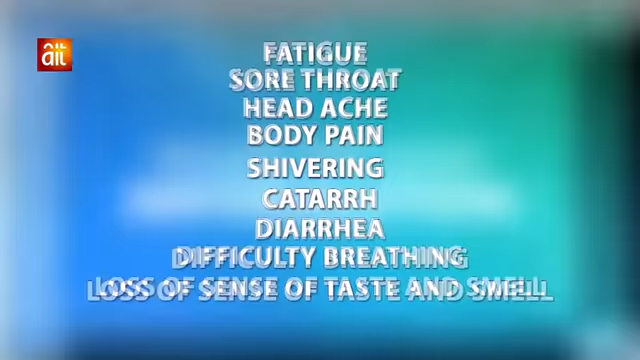 ait
FATIGUE
SORE THROAT
HEAD ACHE
BODY PAIN
SHIVERING
CATARRH
DIARRHEA
DIFFICULTY BREATHING
LOSS OF SENSE OF TASTE AND SMELL